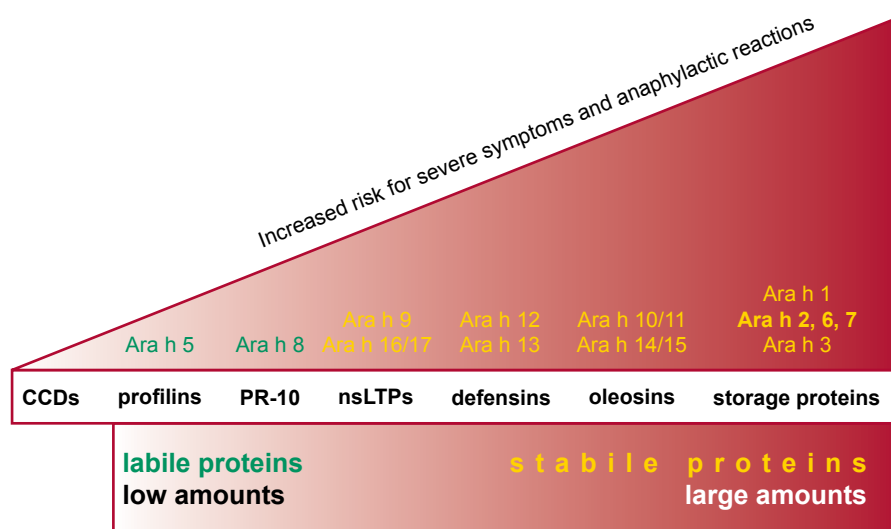 Increased risk for severe symptoms and anaphylactic reactions
Ara h 5
Ara h 8
Ara h 9
Ara h 16/17
Ara h 12
Ara h 13
Ara h 10/11
Ara h 14/15
Ara h 1
Ara h 2, 6, 7
Ara h 3
CCDs profilins PR-10 nsLTPs defensins oleosins storage proteins
labile proteins
low amounts
stabile proteins
large amounts